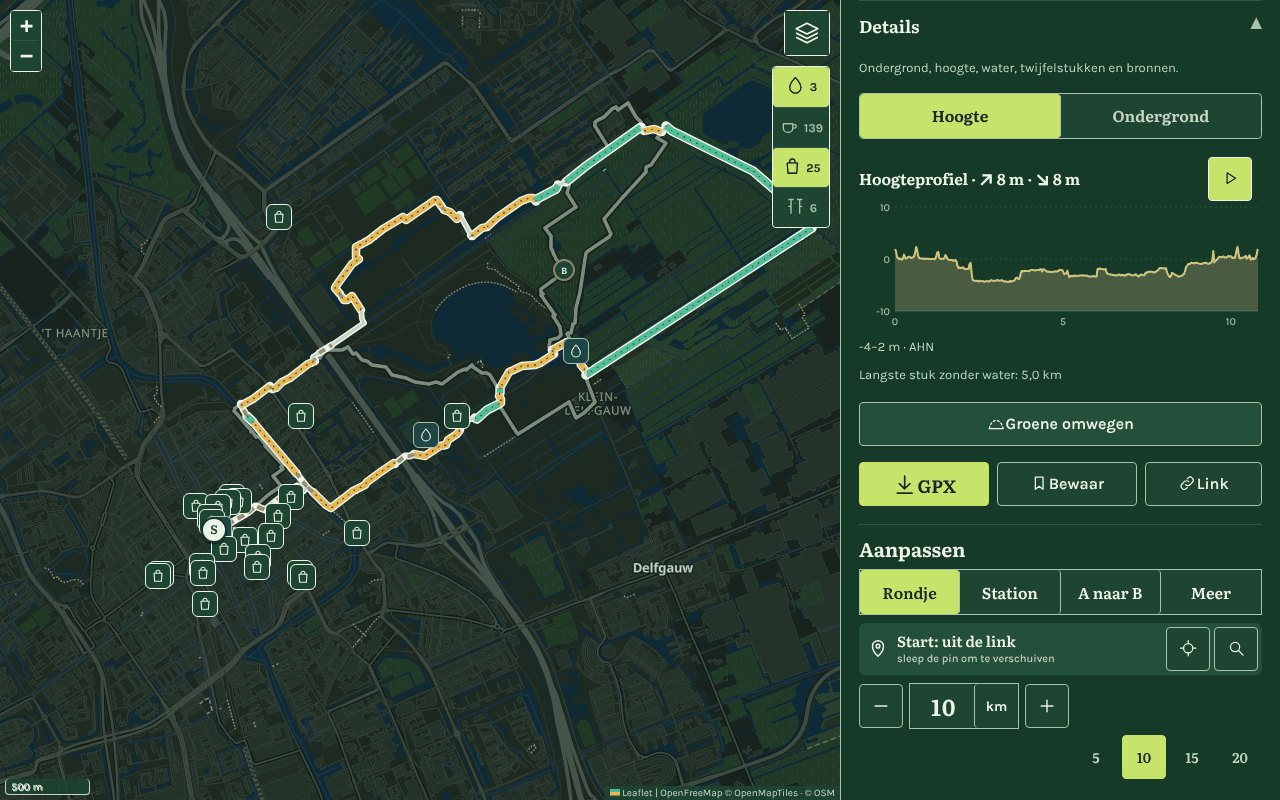 +
−
3
139
25
6
'T HAANTJE
B
KLEIN-
DELFGAUW
S
Delfgauw
500 m
Leaflet | OpenFreeMap © OpenMapTiles · © OSM
Details
Ondergrond, hoogte, water, twijfelstukken en bronnen.
Hoogte
Ondergrond
Hoogteprofiel · ↗ 8 m · ↘ 8 m
10
0
-10
0
5
10
-4–2 m · AHN
Langste stuk zonder water: 5,0 km
Groene omwegen
GPX
Bewaar
Link
Aanpassen
Rondje
Station
A naar B
Meer
Start: uit de link
sleep de pin om te verschuiven
−
10
km
+
5
10
15
20